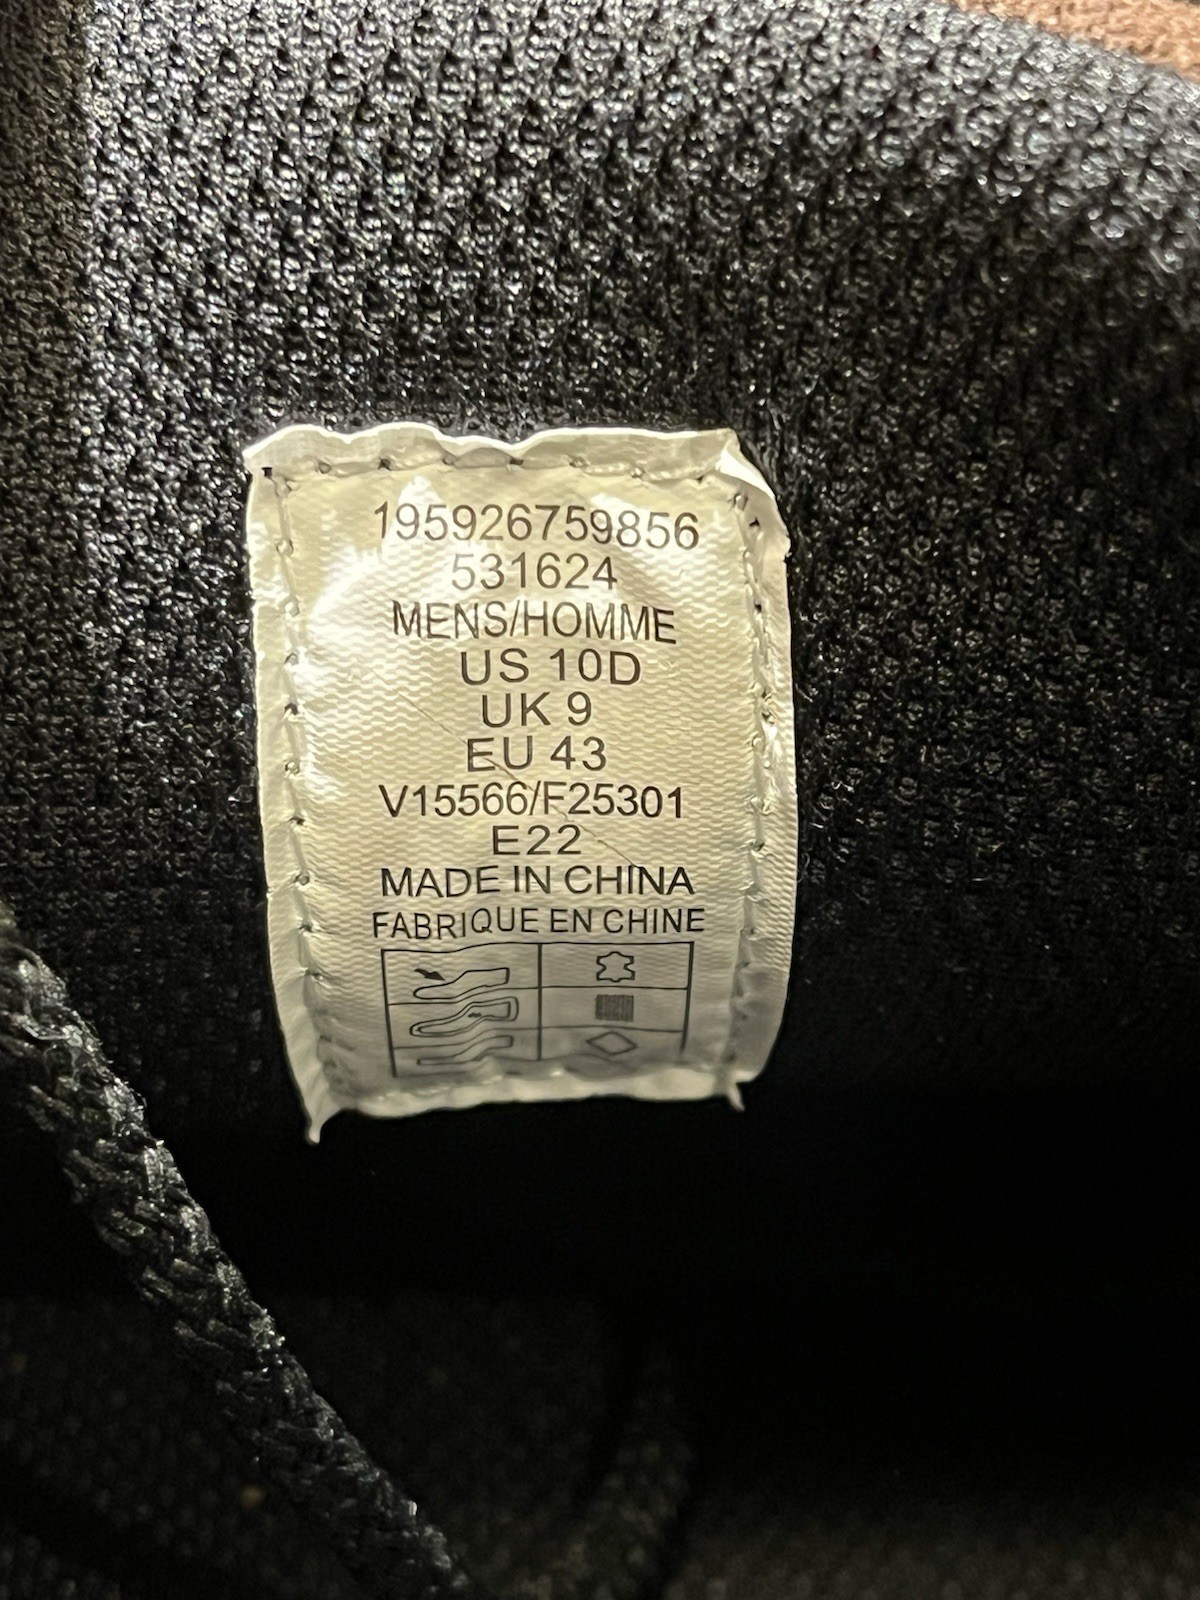 195926759856
531624
MENS/HOMME
US 10D
UK 9
EU 43
V15566/F25301
E22
MADE IN CHINA
FABRIQUE EN CHINE